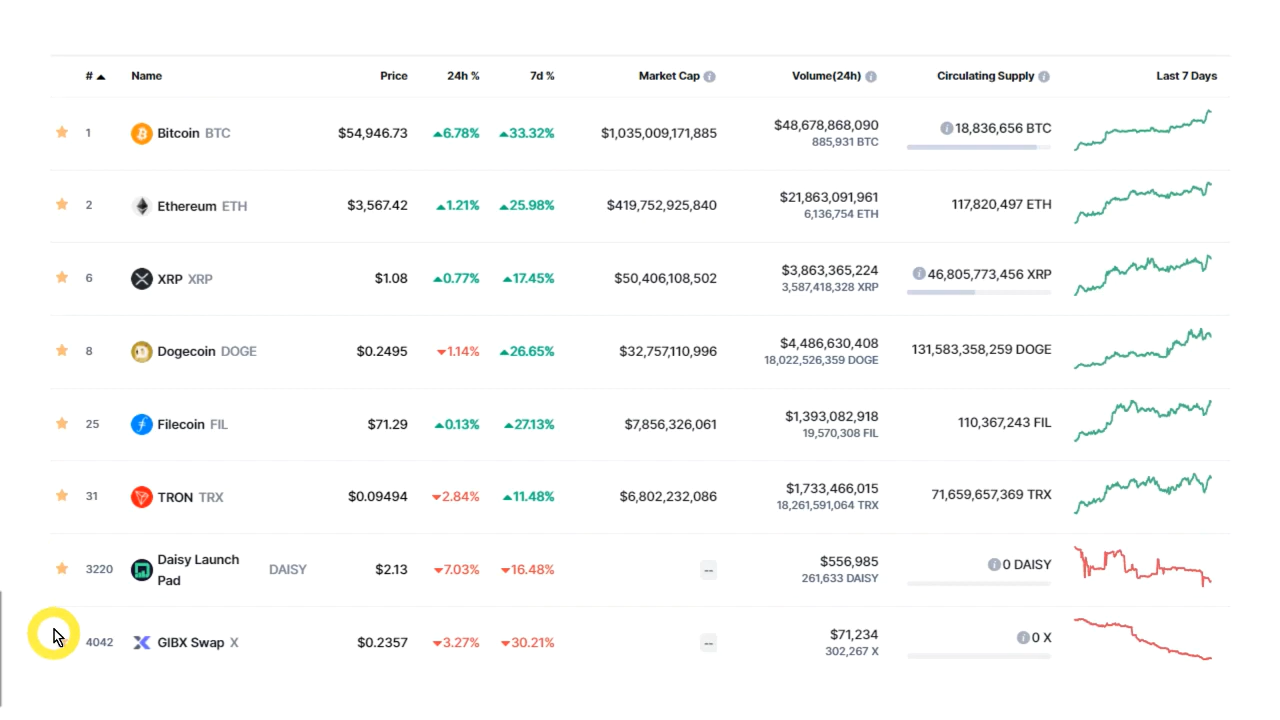 # Name Price 24h % 7d % Market Cap Volume(24h) Circulating Supply Last 7 Days
1 Bitcoin BTC $54,946.73 6.78% 33.32% $1,035,009,171,885 $48,678,868,090 18,836,656 BTC
885,931 BTC
2 Ethereum ETH $3,567.42 1.21% 25.98% $419,752,925,840 $21,863,091,961 117,820,497 ETH
6,136,754 ETH
6 XRP XRP $1.08 0.77% 17.45% $50,406,108,502 $3,863,365,224 46,805,773,456 XRP
3,587,418,328 XRP
8 Dogecoin DOGE $0.2495 1.14% 26.65% $32,757,110,996 $4,486,630,408 131,583,358,259 DOGE
18,022,526,359 DOGE
25 Filecoin FIL $71.29 0.13% 27.13% $7,856,326,061 $1,393,082,918 110,367,243 FIL
19,570,308 FIL
31 TRON TRX $0.09494 2.84% 11.48% $6,802,232,086 $1,733,466,015 71,659,657,369 TRX
18,261,591,064 TRX
3220 Daisy Launch Pad DAISY $2.13 7.03% 16.48% -- $556,985 0 DAISY
261,633 DAISY
4042 GIBX Swap X $0.2357 3.27% 30.21% -- $71,234 0 X
302,267 X